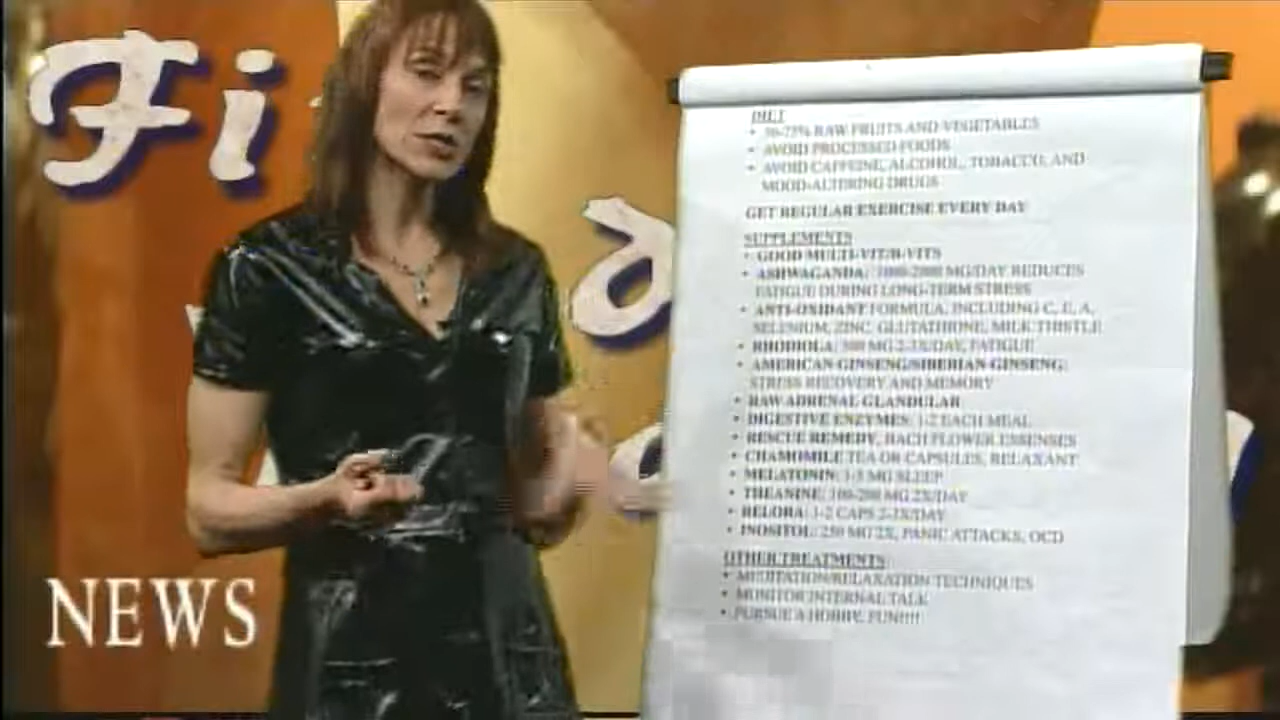 Fi
NEWS
DIET
• 50-75% RAW FRUITS AND VEGETABLES
• AVOID PROCESSED FOODS
• AVOID CAFFEINE, ALCOHOL, TOBACCO, AND
MOOD-ALTERING DRUGS
GET REGULAR EXERCISE EVERY DAY
SUPPLEMENTS
• GOOD MULTI-VIT/B-VITS
• ASHWAGANDA: 1000-2000 MG/DAY REDUCES
FATIGUE DURING LONG-TERM STRESS
• ANTI-OXIDANT FORMULA, INCLUDING C, E, A,
SELENIUM, ZINC, GLUTATHIONE, MILK THISTLE
• RHODIOLA: 500 MG 2-3X/DAY, FATIGUE
• AMERICAN GINSENG/SIBERIAN GINSENG:
STRESS RECOVERY AND MEMORY
• RAW ADRENAL GLANDULAR
• DIGESTIVE ENZYMES: 1-2 EACH MEAL
• RESCUE REMEDY, BACH FLOWER ESSENSES
• CHAMOMILE TEA OR CAPSULES, RELAXANT
• MELATONIN: 1-3 MG SLEEP
• THEANINE: 100-200 MG 2X/DAY
• RELORA: 1-2 CAPS 2-3X/DAY
• INOSITOL: 250 MG 2X, PANIC ATTACKS, OCD
OTHER TREATMENTS
• MEDITATION/RELAXATION TECHNIQUES
• MONITOR INTERNAL TALK
• PURSUE A HOBBY, FUN!!!!